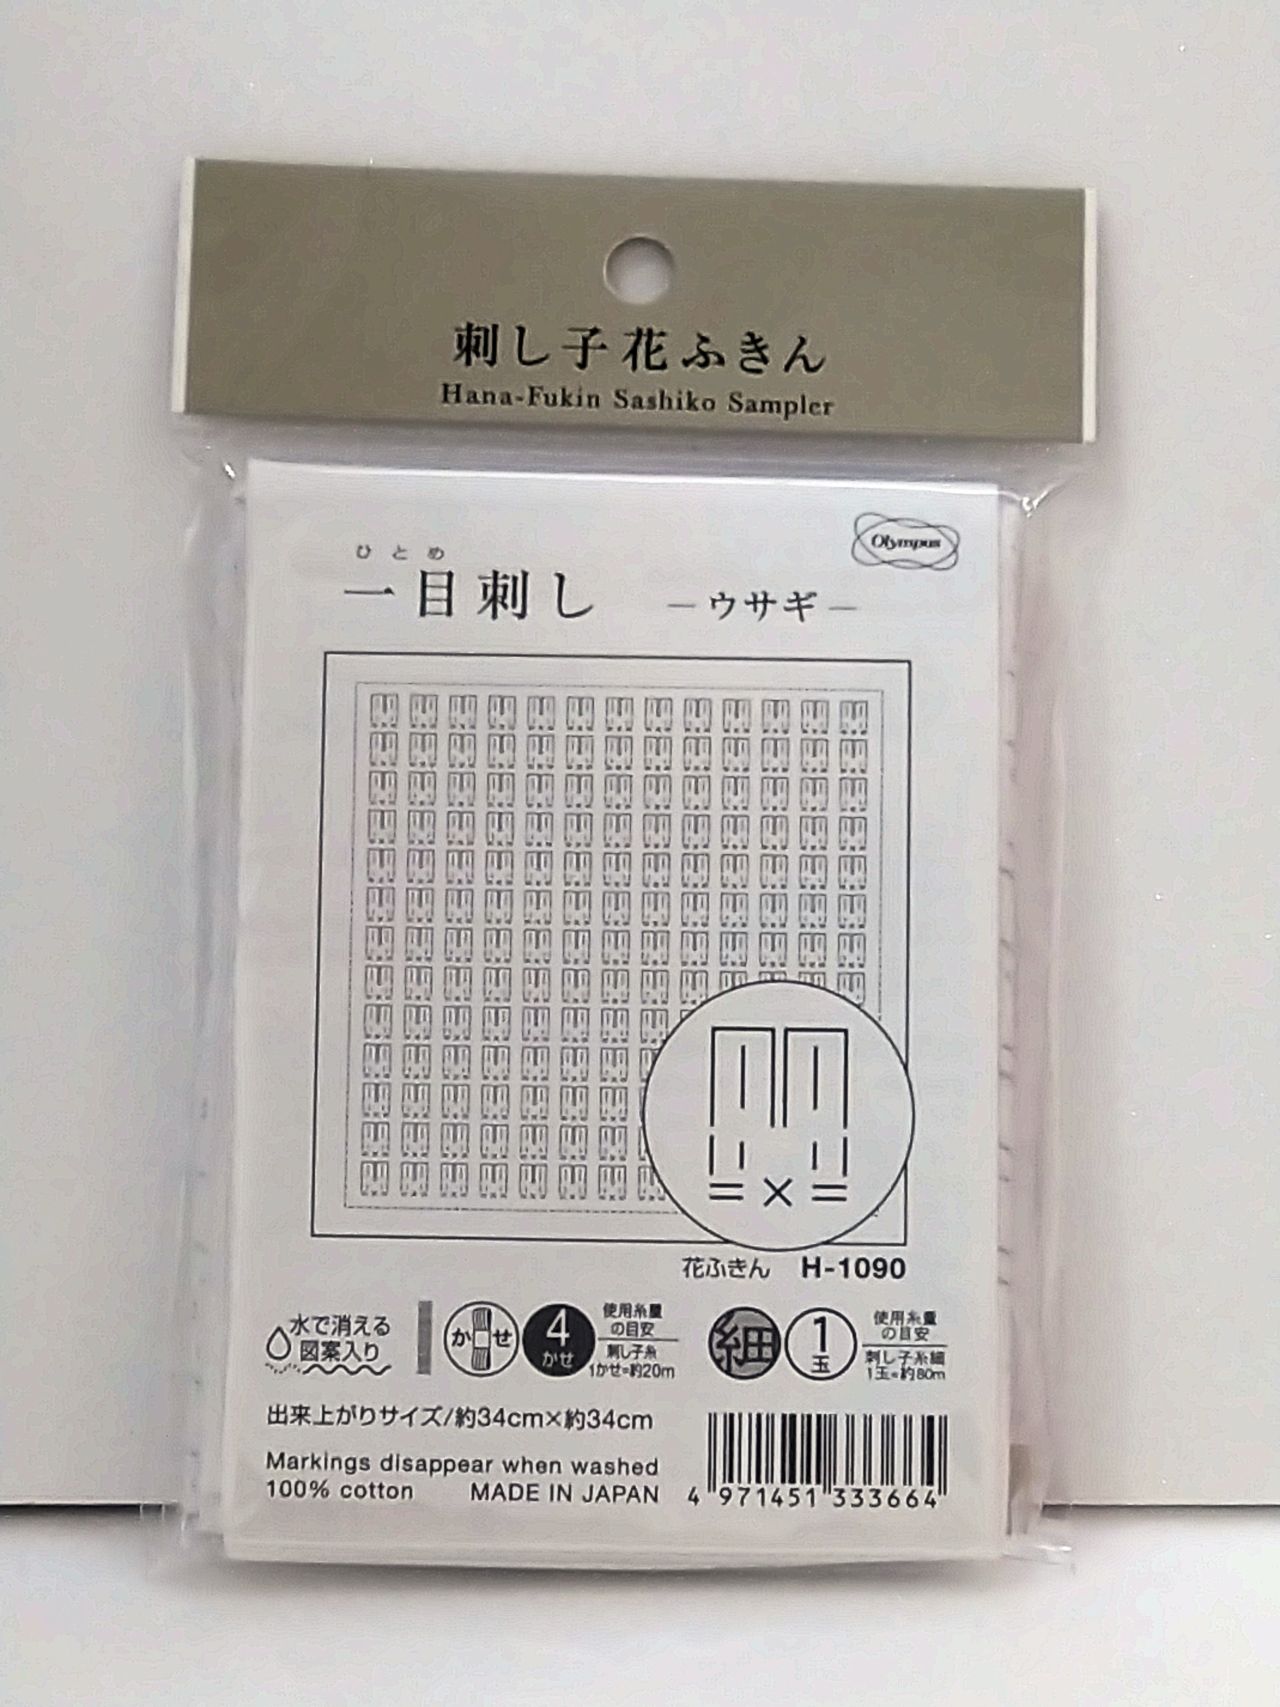 刺し子花ふきん
Hana-Fukin Sashiko Sampler
Olympus
ひとめ
一目刺し －ウサギ－
花ふきん H-1090
水で消える
図案入り
かせ
4
かせ
使用糸量
の目安
刺し子糸
1かせ=約20m
細
1
玉
使用糸量
の目安
刺し子糸細
1玉=約80m
出来上がりサイズ/約34cm×約34cm
Markings disappear when washed
100% cotton MADE IN JAPAN
4 971451 333664